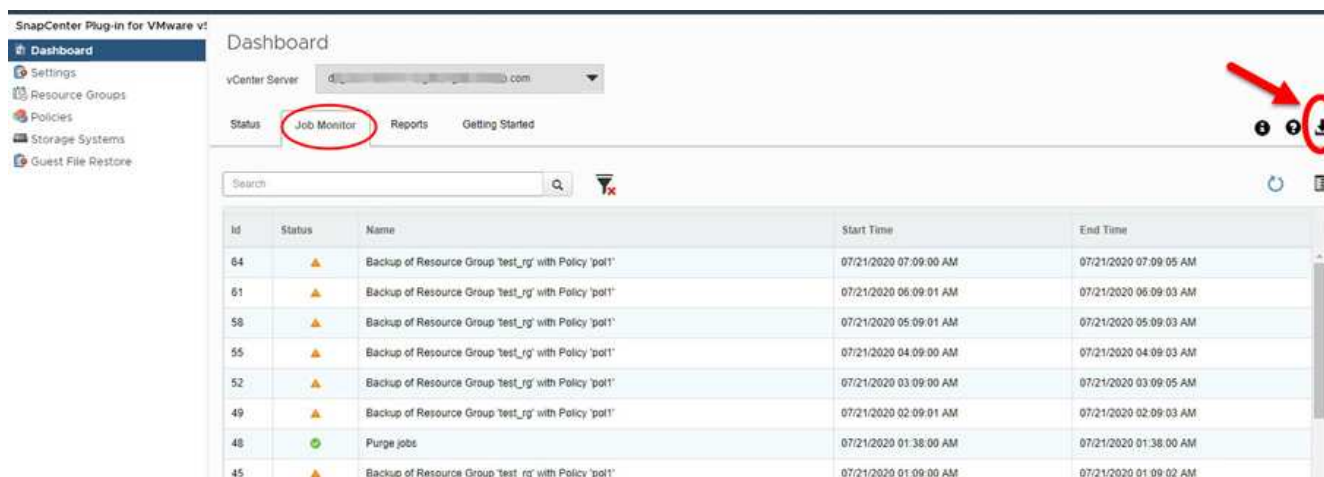 SnapCenter Plug-in for VMware vS
Dashboard
Settings
Resource Groups
Policies
Storage Systems
Guest File Restore
Dashboard
vCenter Server .com
Status Job Monitor Reports Getting Started
Search
Id Status Name Start Time End Time
64 Backup of Resource Group 'test_rg' with Policy 'pol1' 07/21/2020 07:09:00 AM 07/21/2020 07:09:05 AM
61 Backup of Resource Group 'test_rg' with Policy 'pol1' 07/21/2020 06:09:01 AM 07/21/2020 06:09:03 AM
58 Backup of Resource Group 'test_rg' with Policy 'pol1' 07/21/2020 05:09:01 AM 07/21/2020 05:09:03 AM
55 Backup of Resource Group 'test_rg' with Policy 'pol1' 07/21/2020 04:09:00 AM 07/21/2020 04:09:03 AM
52 Backup of Resource Group 'test_rg' with Policy 'pol1' 07/21/2020 03:09:00 AM 07/21/2020 03:09:05 AM
49 Backup of Resource Group 'test_rg' with Policy 'pol1' 07/21/2020 02:09:01 AM 07/21/2020 02:09:03 AM
48 Purge jobs 07/21/2020 01:38:00 AM 07/21/2020 01:38:00 AM
45 Backup of Resource Group 'test_rg' with Policy 'pol1' 07/21/2020 01:09:00 AM 07/21/2020 01:09:02 AM